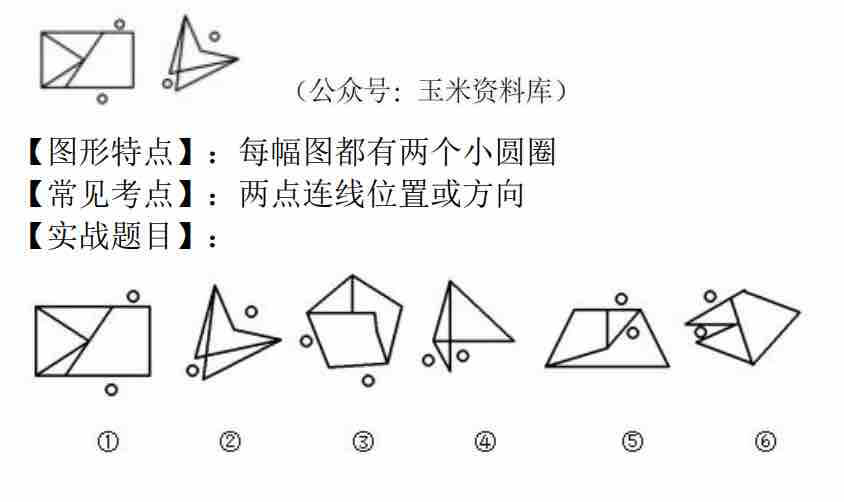 （公众号：玉米资料库）
【图形特点】：每幅图都有两个小圆圈
【常见考点】：两点连线位置或方向
【实战题目】：
① ② ③ ④ ⑤ ⑥